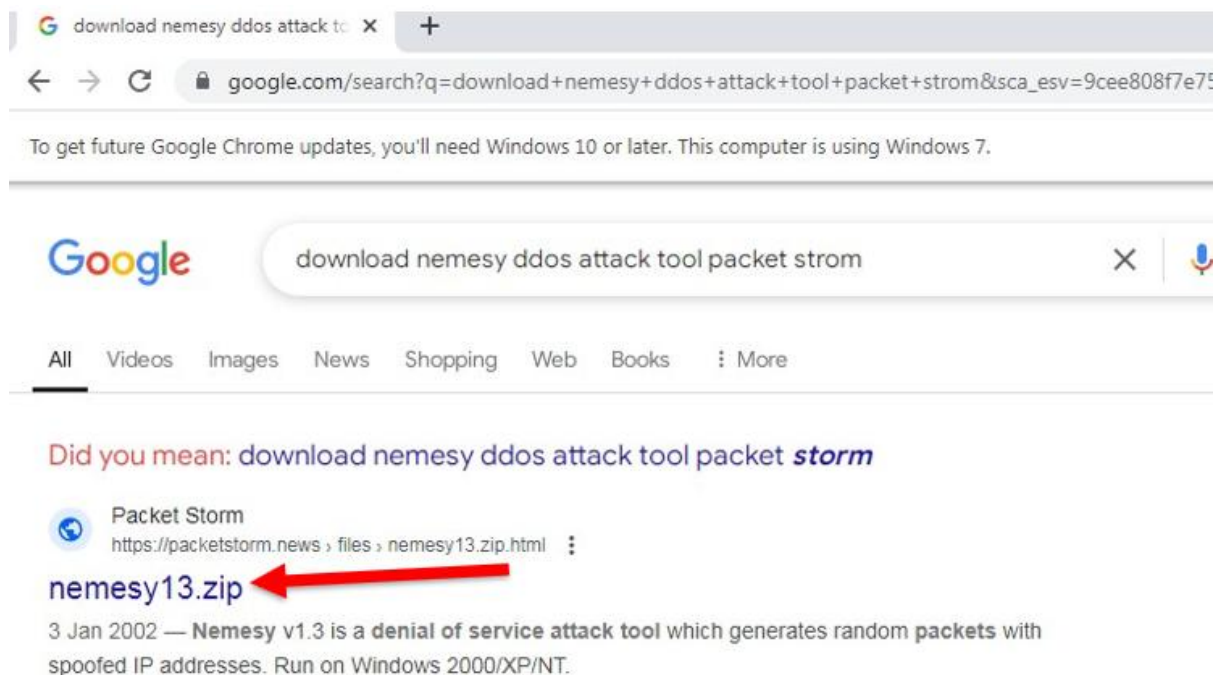 download nemesy ddos attack to
google.com/search?q=download+nemesy+ddos+attack+tool+packet+strom&sca_esv=9cee808f7e75
To get future Google Chrome updates, you'll need Windows 10 or later. This computer is using Windows 7.
Google
download nemesy ddos attack tool packet strom
All Videos Images News Shopping Web Books More
Did you mean: download nemesy ddos attack tool packet storm
Packet Storm
https://packetstorm.news › files › nemesy13.zip.html
nemesy13.zip
3 Jan 2002 — Nemesy v1.3 is a denial of service attack tool which generates random packets with
spoofed IP addresses. Run on Windows 2000/XP/NT.